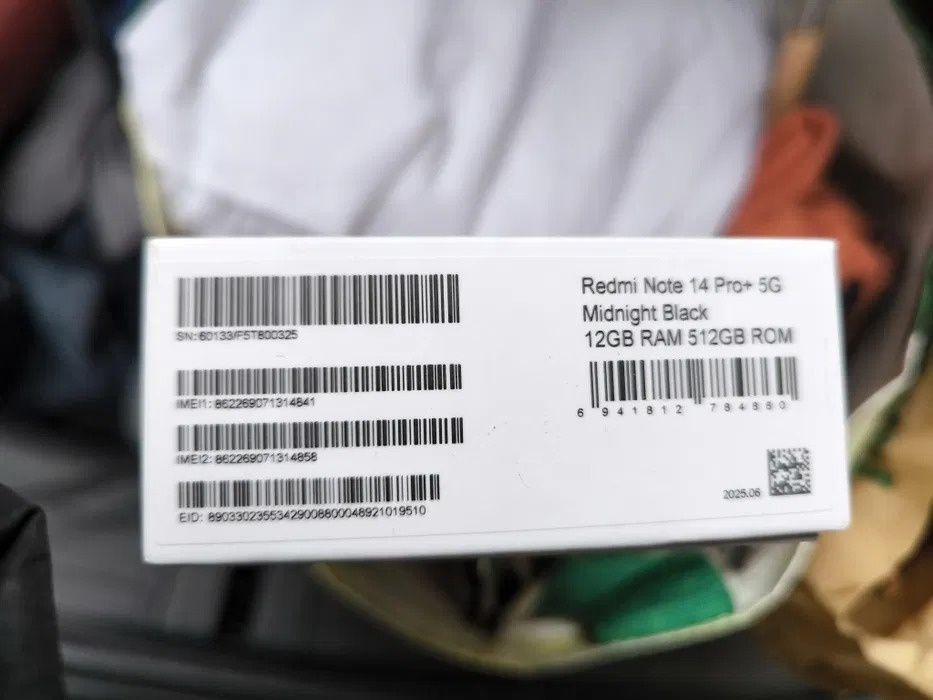 SN: 60133/F5T800325
IMEI1: 862269071314841
IMEI2: 862269071314858
EID: 89033023553429008800048921019510
Redmi Note 14 Pro+ 5G
Midnight Black
12GB RAM 512GB ROM
6 941812 784860
2025.06